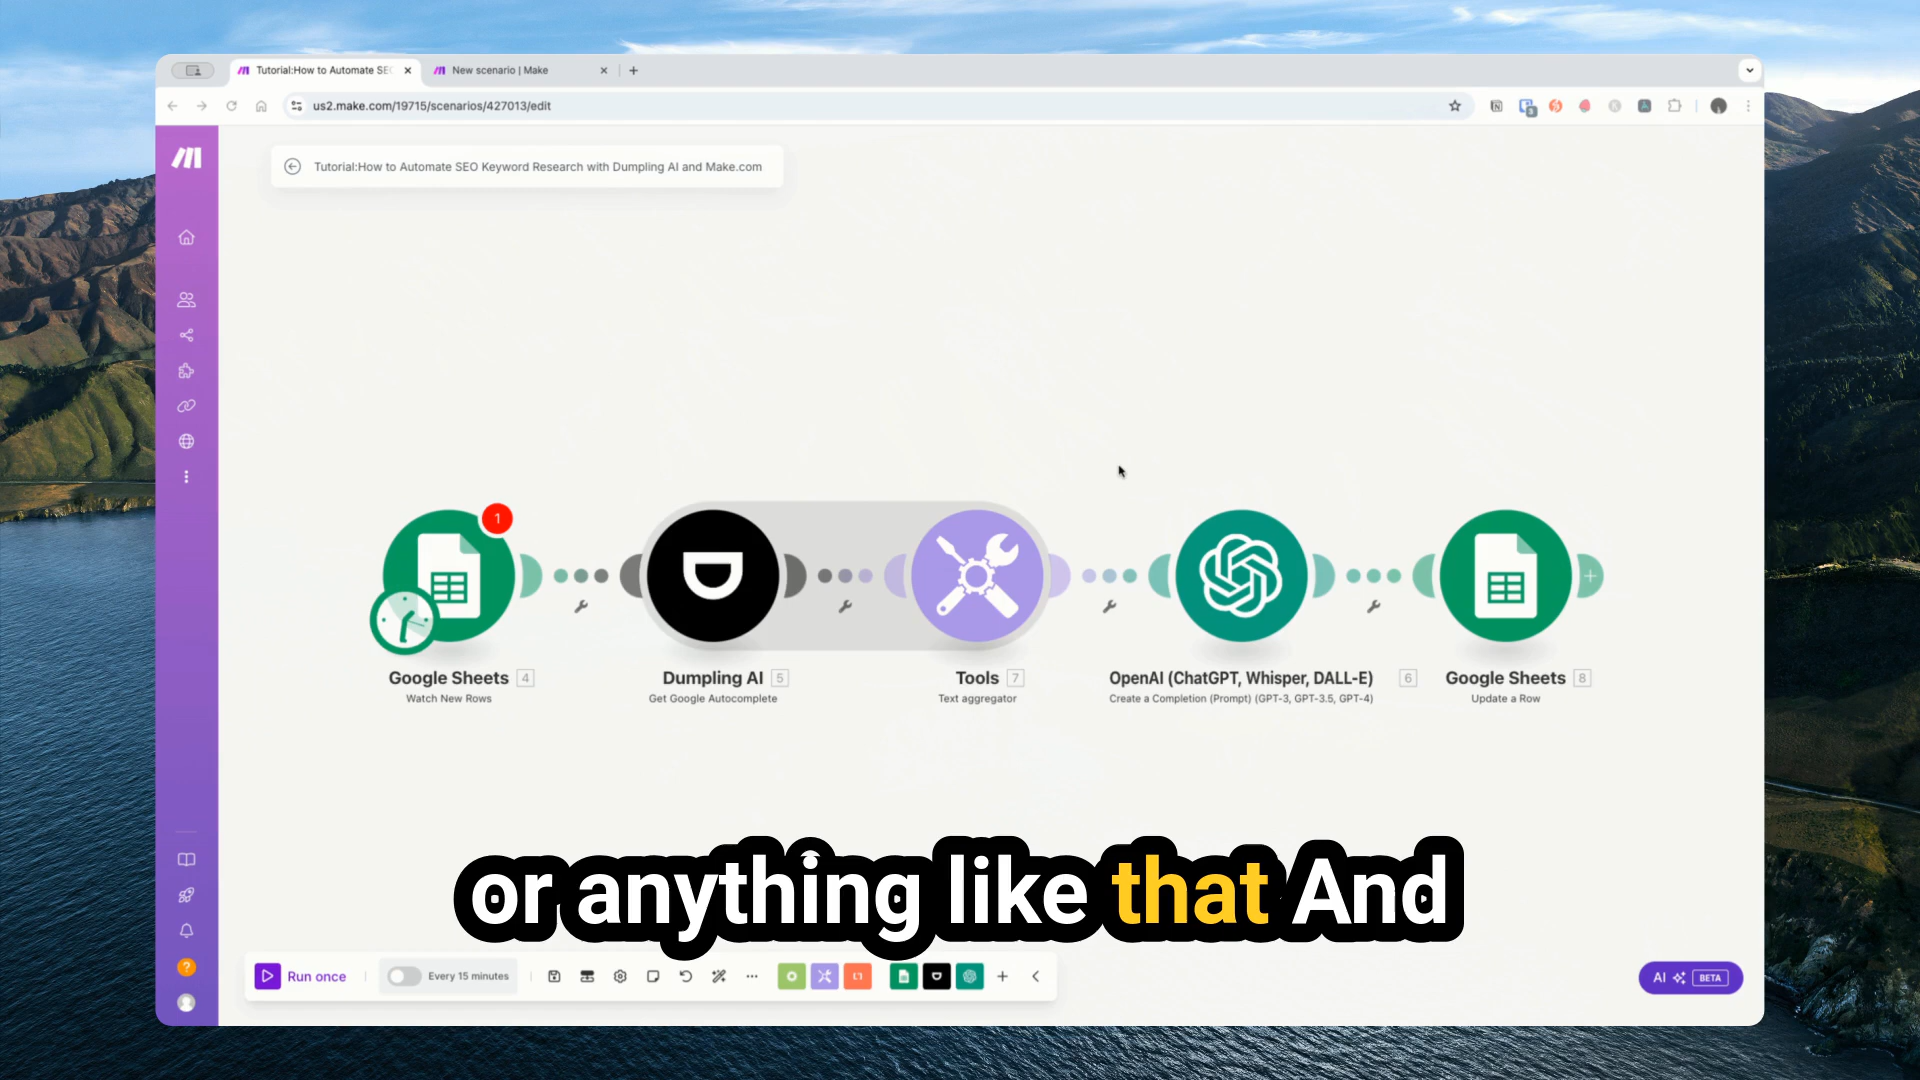 Tutorial:How to Automate SEO
New scenario | Make
us2.make.com/19715/scenarios/427013/edit
Tutorial:How to Automate SEO Keyword Research with Dumpling AI and Make.com
1
Google Sheets 4
Watch New Rows
Dumpling AI 5
Get Google Autocomplete
Tools 7
Text aggregator
OpenAI (ChatGPT, Whisper, DALL-E) 6
Create a Completion (Prompt) (GPT-3, GPT-3.5, GPT-4)
Google Sheets 8
Update a Row
or anything like that And
Run once
Every 15 minutes
AI BETA